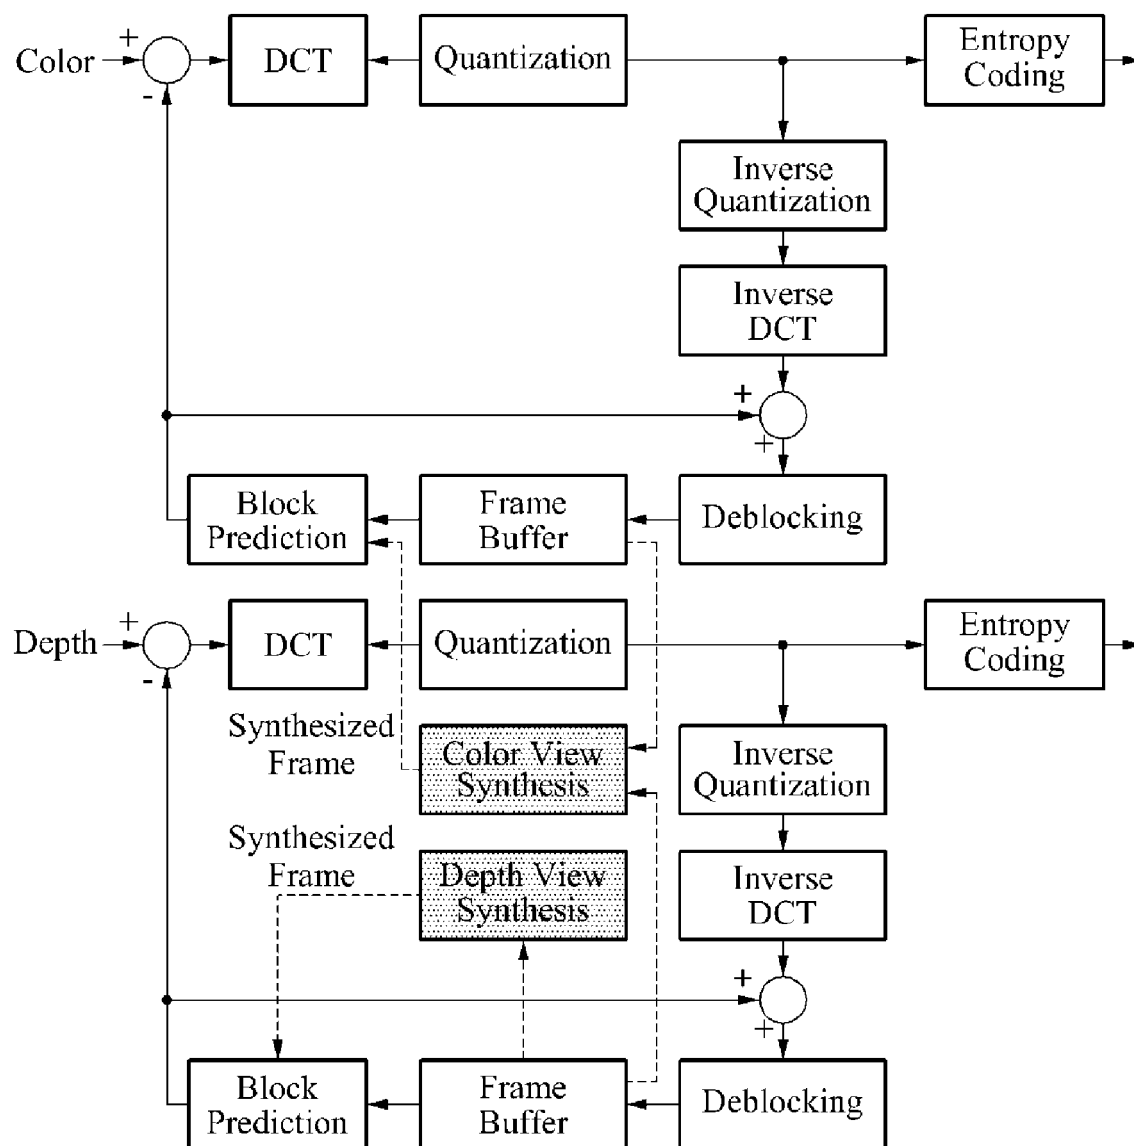 Color
+
-
DCT
Quantization
Entropy
Coding
Inverse
Quantization
Inverse
DCT
+
+
Block
Prediction
Frame
Buffer
Deblocking
Depth
+
-
DCT
Quantization
Entropy
Coding
Synthesized
Frame
Color View
Synthesis
Inverse
Quantization
Synthesized
Frame
Depth View
Synthesis
Inverse
DCT
+
+
Block
Prediction
Frame
Buffer
Deblocking